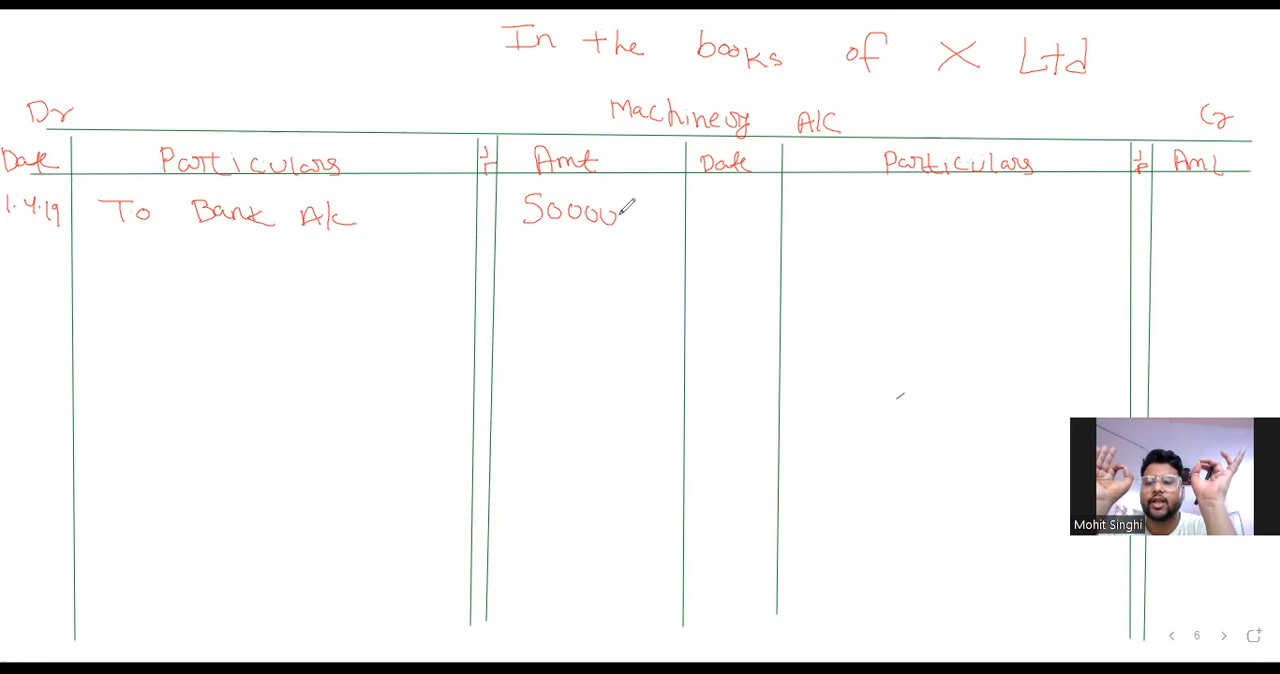 In the books of X Ltd
Dr Machinery A/C Cr
Date Particulars J F Amt Date Particulars J F Amt
1.4.19 To Bank A/c 50000
Mohit Singhi
6